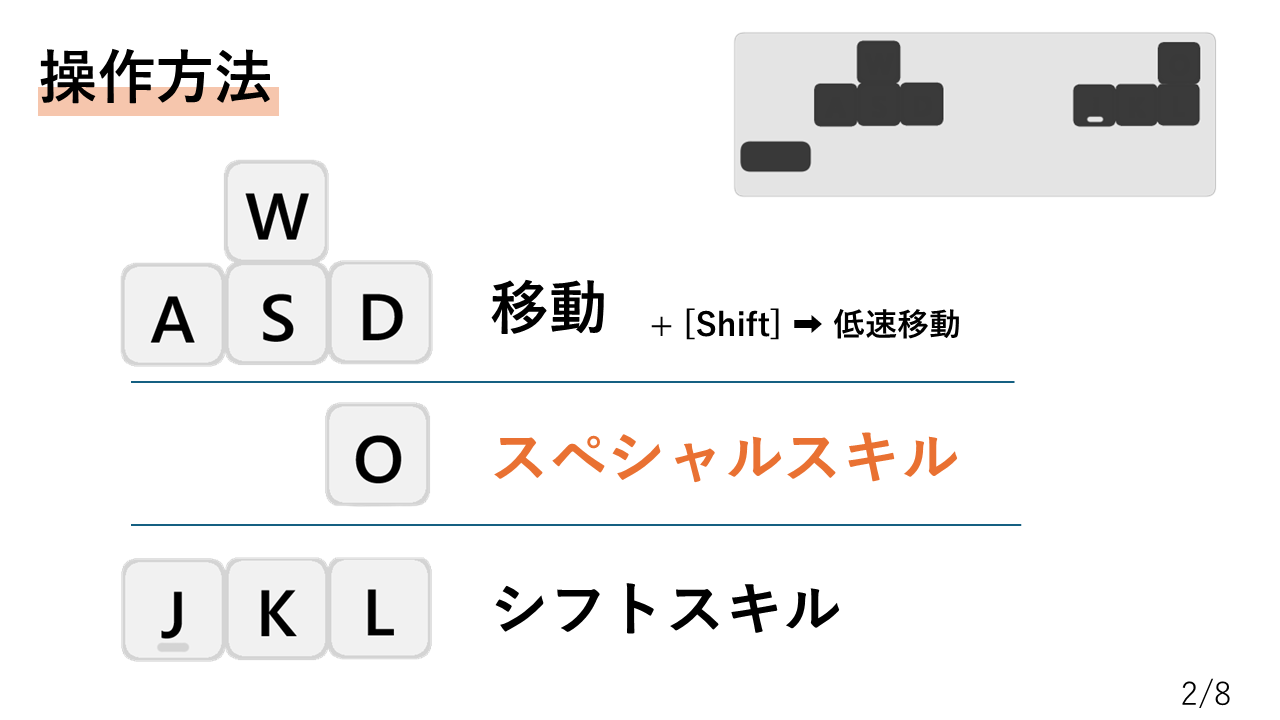 操作方法
W
A S D
移動 + [Shift] ➡ 低速移動
O
スペシャルスキル
J K L
シフトスキル
2/8